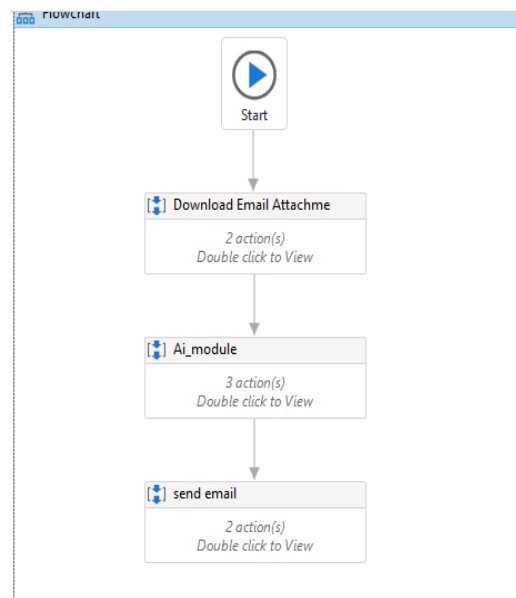 Flowchart
Start
Download Email Attachme
2 action(s)
Double click to View
Ai_module
3 action(s)
Double click to View
send email
2 action(s)
Double click to View